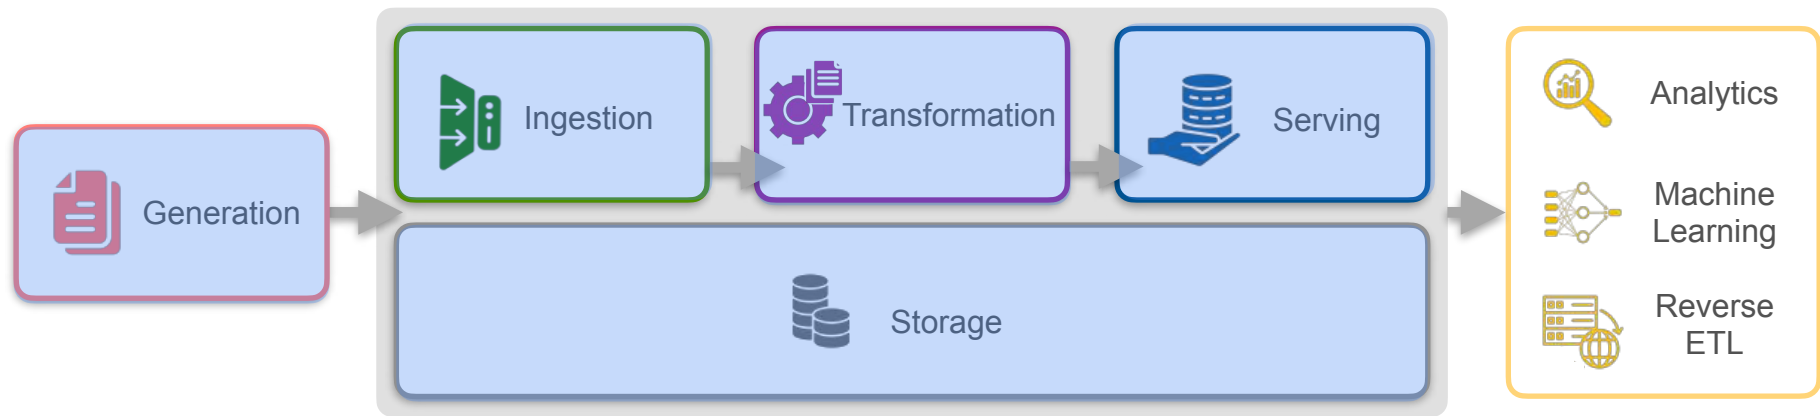 Generation
Ingestion
Transformation
Serving
Storage
Analytics
Machine
Learning
Reverse
ETL